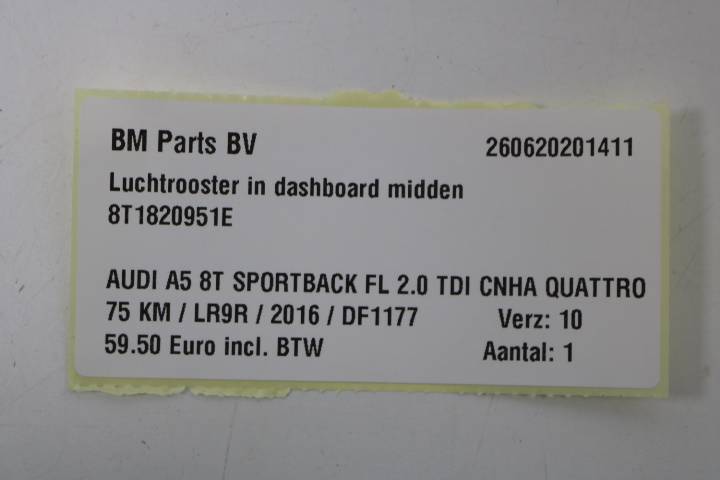 BM Parts BV 260620201411
Luchtrooster in dashboard midden
8T1820951E
AUDI A5 8T SPORTBACK FL 2.0 TDI CNHA QUATTRO
75 KM / LR9R / 2016 / DF1177 Verz: 10
59.50 Euro incl. BTW Aantal: 1